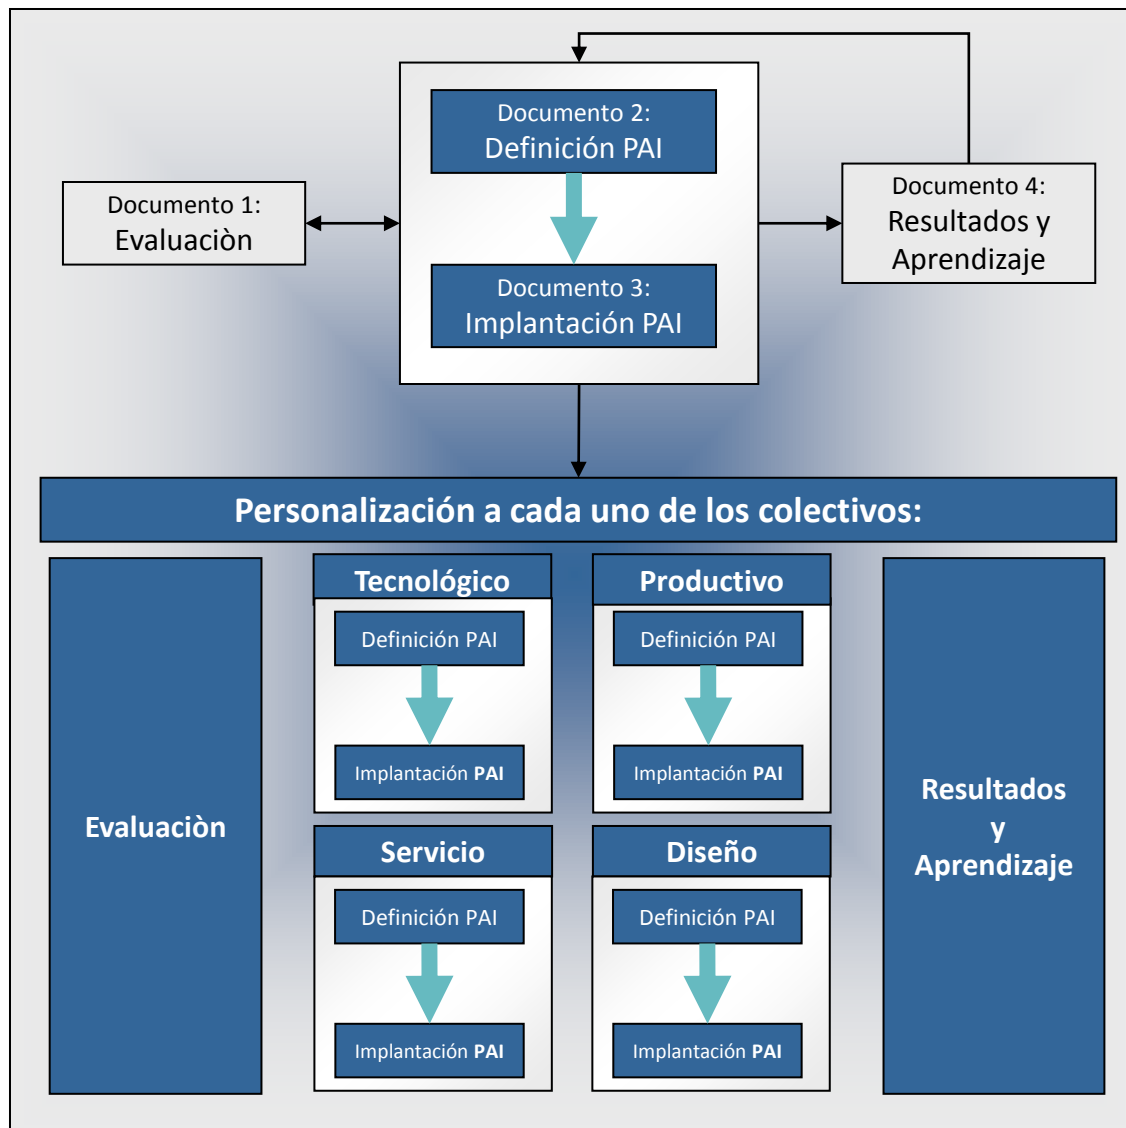 Documento 2:
Definición PAI
Documento 1:
Evaluaciòn
Documento 3:
Implantación PAI
Documento 4:
Resultados y
Aprendizaje
Personalización a cada uno de los colectivos:
Evaluaciòn
Tecnológico
Definición PAI
Implantación PAI
Productivo
Definición PAI
Implantación PAI
Servicio
Definición PAI
Implantación PAI
Diseño
Definición PAI
Implantación PAI
Resultados
y
Aprendizaje